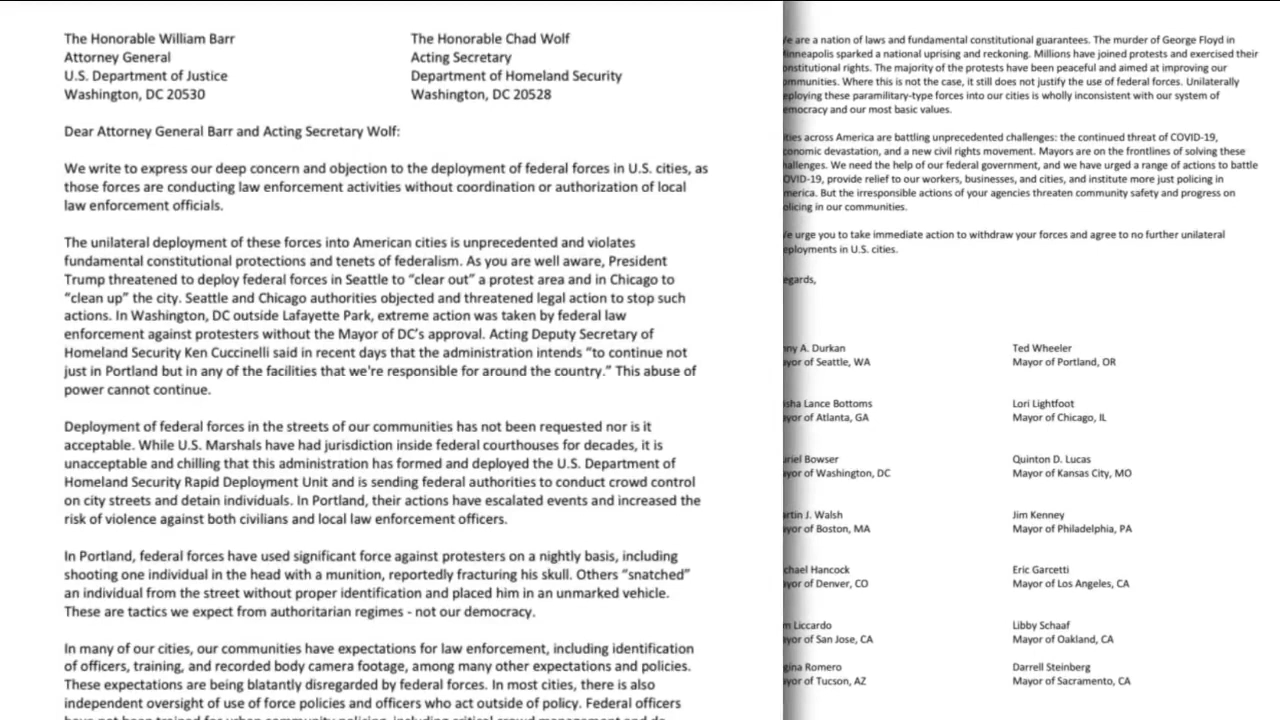 The Honorable William Barr
Attorney General
U.S. Department of Justice
Washington, DC 20530
The Honorable Chad Wolf
Acting Secretary
Department of Homeland Security
Washington, DC 20528
Dear Attorney General Barr and Acting Secretary Wolf:
We write to express our deep concern and objection to the deployment of federal forces in U.S. cities, as
those forces are conducting law enforcement activities without coordination or authorization of local
law enforcement officials.
The unilateral deployment of these forces into American cities is unprecedented and violates
fundamental constitutional protections and tenets of federalism. As you are well aware, President
Trump threatened to deploy federal forces in Seattle to “clear out” a protest area and in Chicago to
“clean up” the city. Seattle and Chicago authorities objected and threatened legal action to stop such
actions. In Washington, DC outside Lafayette Park, extreme action was taken by federal law
enforcement against protesters without the Mayor of DC’s approval. Acting Deputy Secretary of
Homeland Security Ken Cuccinelli said in recent days that the administration intends “to continue not
just in Portland but in any of the facilities that we're responsible for around the country.” This abuse of
power cannot continue.
Deployment of federal forces in the streets of our communities has not been requested nor is it
acceptable. While U.S. Marshals have had jurisdiction inside federal courthouses for decades, it is
unacceptable and chilling that this administration has formed and deployed the U.S. Department of
Homeland Security Rapid Deployment Unit and is sending federal authorities to conduct crowd control
on city streets and detain individuals. In Portland, their actions have escalated events and increased the
risk of violence against both civilians and local law enforcement officers.
In Portland, federal forces have used significant force against protesters on a nightly basis, including
shooting one individual in the head with a munition, reportedly fracturing his skull. Others “snatched”
an individual from the street without proper identification and placed him in an unmarked vehicle.
These are tactics we expect from authoritarian regimes - not our democracy.
In many of our cities, our communities have expectations for law enforcement, including identification
of officers, training, and recorded body camera footage, among many other expectations and policies.
These expectations are being blatantly disregarded by federal forces. In most cities, there is also
independent oversight of use of force policies and officers who act outside of policy. Federal officers
have not been trained for urban community policing, including critical crowd management and de-
e are a nation of laws and fundamental constitutional guarantees. The murder of George Floyd in
inneapolis sparked a national uprising and reckoning. Millions have joined protests and exercised their
onstitutional rights. The majority of the protests have been peaceful and aimed at improving our
ommunities. Where this is not the case, it still does not justify the use of federal forces. Unilaterally
eploying these paramilitary-type forces into our cities is wholly inconsistent with our system of
emocracy and our most basic values.
ities across America are battling unprecedented challenges: the continued threat of COVID-19,
conomic devastation, and a new civil rights movement. Mayors are on the frontlines of solving these
hallenges. We need the help of our federal government, and we have urged a range of actions to battle
OVID-19, provide relief to our workers, businesses, and cities, and institute more just policing in
merica. But the irresponsible actions of your agencies threaten community safety and progress on
olicing in our communities.
e urge you to take immediate action to withdraw your forces and agree to no further unilateral
eployments in U.S. cities.
egards,
ny A. Durkan
yor of Seattle, WA
Ted Wheeler
Mayor of Portland, OR
isha Lance Bottoms
yor of Atlanta, GA
Lori Lightfoot
Mayor of Chicago, IL
riel Bowser
yor of Washington, DC
Quinton D. Lucas
Mayor of Kansas City, MO
rtin J. Walsh
yor of Boston, MA
Jim Kenney
Mayor of Philadelphia, PA
chael Hancock
yor of Denver, CO
Eric Garcetti
Mayor of Los Angeles, CA
m Liccardo
yor of San Jose, CA
Libby Schaaf
Mayor of Oakland, CA
gina Romero
yor of Tucson, AZ
Darrell Steinberg
Mayor of Sacramento, CA